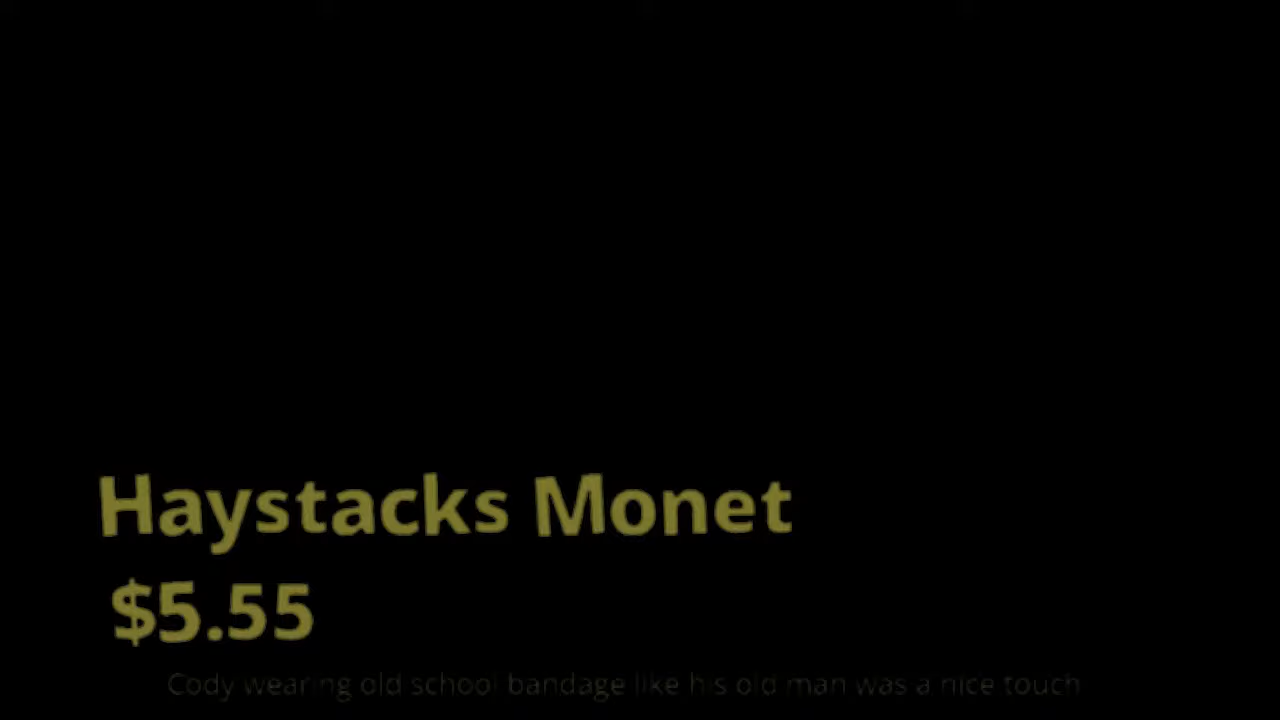 Haystacks Monet
$5.55
Cody wearing old school bandage like his old man was a nice touch